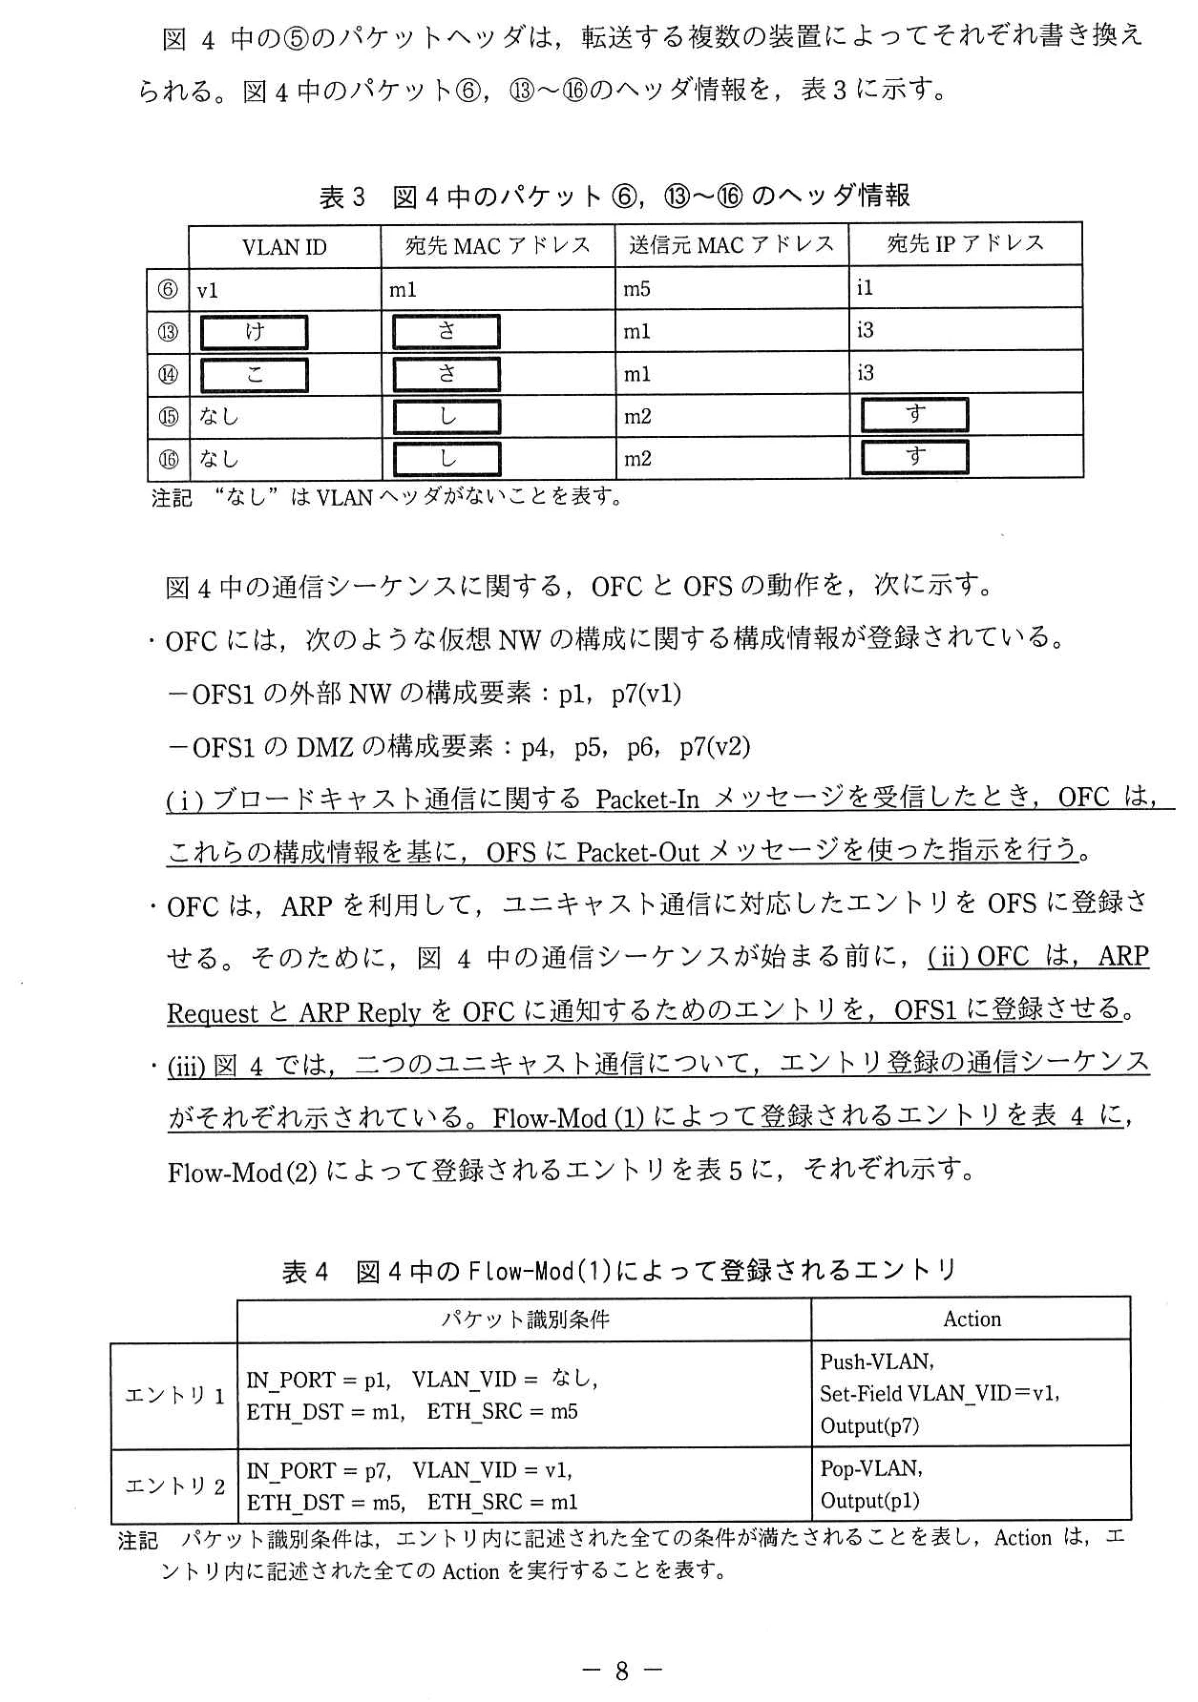 図 4 中の⑤のパケットヘッダは，転送する複数の装置によってそれぞれ書き換え
られる。図 4 中のパケット⑥，⑬～⑯のヘッダ情報を，表 3 に示す。
表 3　図 4 中のパケット ⑥，⑬～⑯ のヘッダ情報
VLAN ID　宛先 MAC アドレス　送信元 MAC アドレス　宛先 IP アドレス
⑥　v1　m1　m5　i1
⑬　け　さ　m1　i3
⑭　こ　さ　m1　i3
⑮　なし　し　m2　す
⑯　なし　し　m2　す
注記　“なし” は VLAN ヘッダがないことを表す。
図 4 中の通信シーケンスに関する，OFC と OFS の動作を，次に示す。
・OFC には，次のような仮想 NW の構成に関する構成情報が登録されている。
－OFS1 の外部 NW の構成要素：p1，p7(v1)
－OFS1 の DMZ の構成要素：p4，p5，p6，p7(v2)
(ⅰ) ブロードキャスト通信に関する Packet-In メッセージを受信したとき，OFC は，
これらの構成情報を基に，OFS に Packet-Out メッセージを使った指示を行う。
・OFC は，ARP を利用して，ユニキャスト通信に対応したエントリを OFS に登録さ
せる。そのために，図 4 中の通信シーケンスが始まる前に，(ⅱ) OFC は，ARP
Request と ARP Reply を OFC に通知するためのエントリを，OFS1 に登録させる。
・(ⅲ) 図 4 では，二つのユニキャスト通信について，エントリ登録の通信シーケンス
がそれぞれ示されている。Flow-Mod (1) によって登録されるエントリを表 4 に，
Flow-Mod (2) によって登録されるエントリを表 5 に，それぞれ示す。
表 4　図 4 中の Flow-Mod(1)によって登録されるエントリ
パケット識別条件　Action
エントリ 1　IN_PORT = p1,　VLAN_VID = なし,
ETH_DST = m1,　ETH_SRC = m5
Push-VLAN,
Set-Field VLAN_VID=v1,
Output(p7)
エントリ 2　IN_PORT = p7,　VLAN_VID = v1,
ETH_DST = m5,　ETH_SRC = m1
Pop-VLAN,
Output(p1)
注記　パケット識別条件は，エントリ内に記述された全ての条件が満たされることを表し，Action は，エ
ントリ内に記述された全ての Action を実行することを表す。
－ 8 －